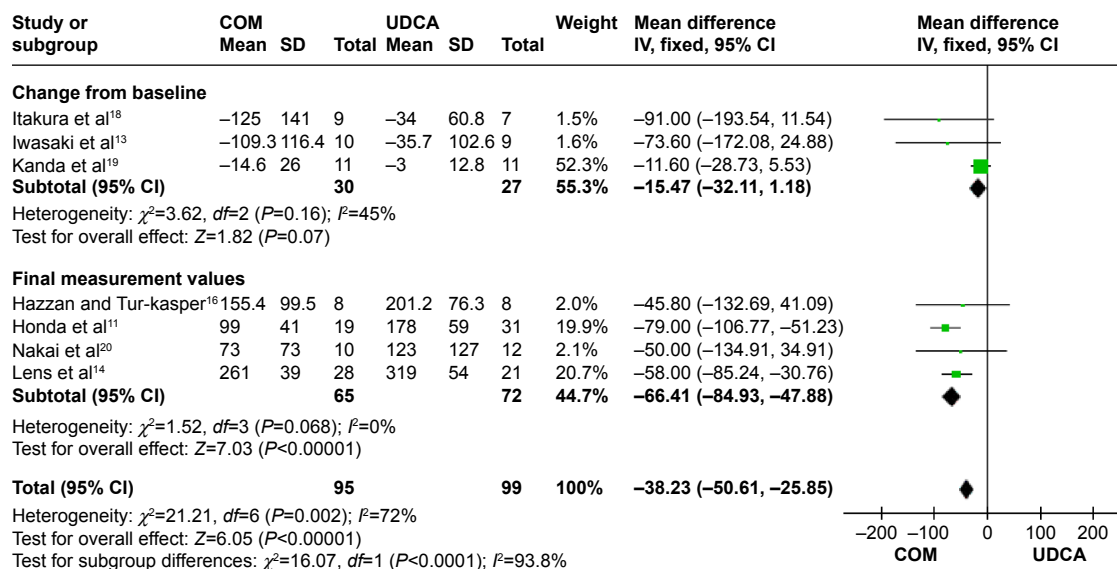 Study or subgroup COM UDCA Weight Mean difference Mean difference
Mean SD Total Mean SD Total IV, fixed, 95% CI IV, fixed, 95% CI
Change from baseline
Itakura et al18 –125 141 9 –34 60.8 7 1.5% –91.00 (–193.54, 11.54)
Iwasaki et al13 –109.3 116.4 10 –35.7 102.6 9 1.6% –73.60 (–172.08, 24.88)
Kanda et al19 –14.6 26 11 –3 12.8 11 52.3% –11.60 (–28.73, 5.53)
Subtotal (95% CI) 30 27 55.3% –15.47 (–32.11, 1.18)
Heterogeneity: χ2=3.62, df=2 (P=0.16); I2=45%
Test for overall effect: Z=1.82 (P=0.07)
Final measurement values
Hazzan and Tur-kasper16 155.4 99.5 8 201.2 76.3 8 2.0% –45.80 (–132.69, 41.09)
Honda et al11 99 41 19 178 59 31 19.9% –79.00 (–106.77, –51.23)
Nakai et al20 73 73 10 123 127 12 2.1% –50.00 (–134.91, 34.91)
Lens et al14 261 39 28 319 54 21 20.7% –58.00 (–85.24, –30.76)
Subtotal (95% CI) 65 72 44.7% –66.41 (–84.93, –47.88)
Heterogeneity: χ2=1.52, df=3 (P=0.068); I2=0%
Test for overall effect: Z=7.03 (P<0.00001)
Total (95% CI) 95 99 100% –38.23 (–50.61, –25.85)
Heterogeneity: χ2=21.21, df=6 (P=0.002); I2=72%
Test for overall effect: Z=6.05 (P<0.00001)
Test for subgroup differences: χ2=16.07, df=1 (P<0.0001); I2=93.8%
–200 –100 0 100 200
COM UDCA